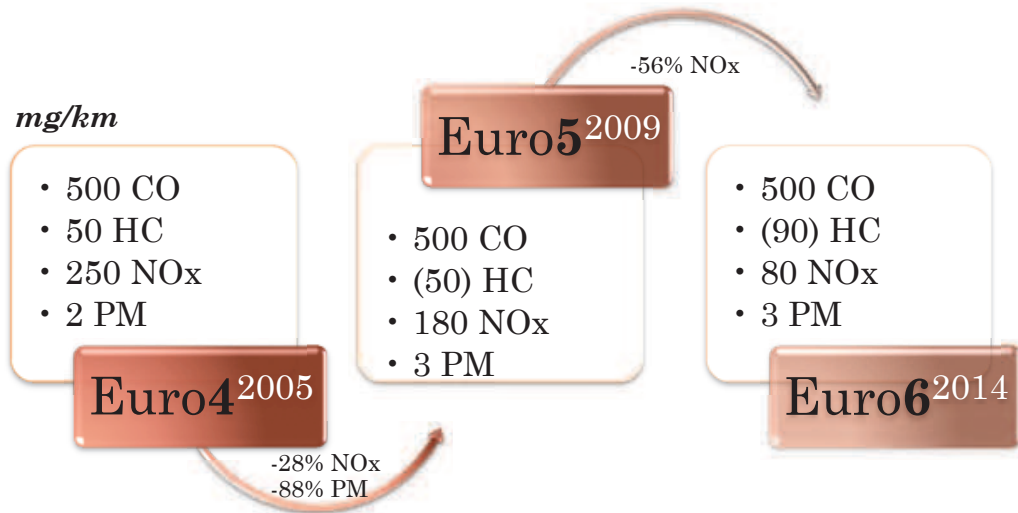 mg/km
• 500 CO
• 50 HC
• 250 NOx
• 2 PM
Euro4 2005
-28% NOx
-88% PM
Euro5 2009
• 500 CO
• (50) HC
• 180 NOx
• 3 PM
-56% NOx
• 500 CO
• (90) HC
• 80 NOx
• 3 PM
Euro6 2014